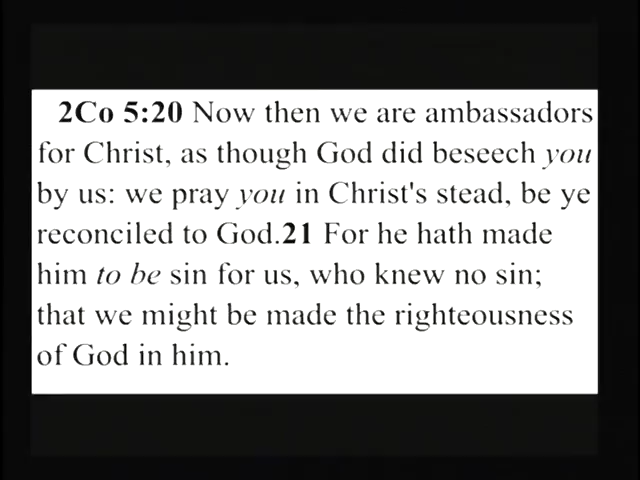 2Co 5:20 Now then we are ambassadors
for Christ, as though God did beseech you
by us: we pray you in Christ's stead, be ye
reconciled to God.21 For he hath made
him to be sin for us, who knew no sin;
that we might be made the righteousness
of God in him.